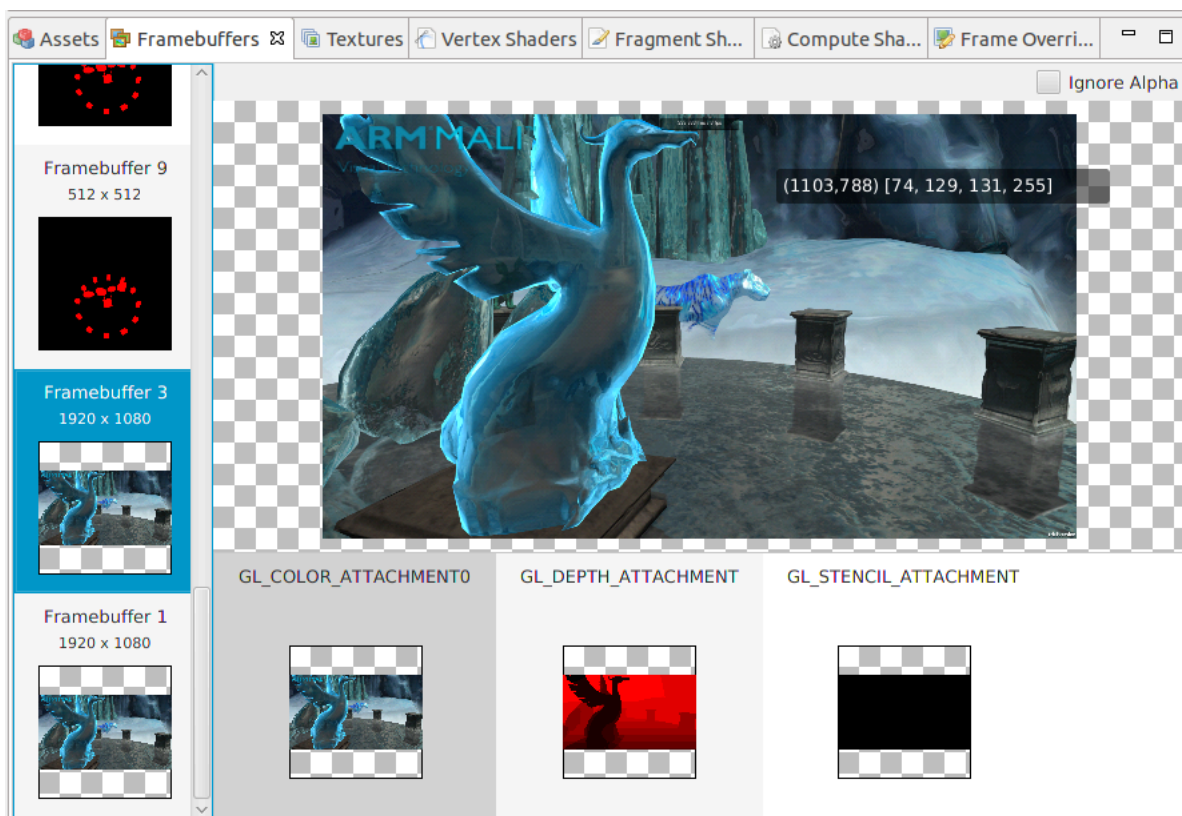 Assets
Framebuffers
Textures
Vertex Shaders
Fragment Sh...
Compute Sha...
Frame Overri...
Ignore Alpha
Framebuffer 9
512 x 512
ARM MALI
(1103,788) [74, 129, 131, 255]
Framebuffer 3
1920 x 1080
GL_COLOR_ATTACHMENT0
GL_DEPTH_ATTACHMENT
GL_STENCIL_ATTACHMENT
Framebuffer 1
1920 x 1080